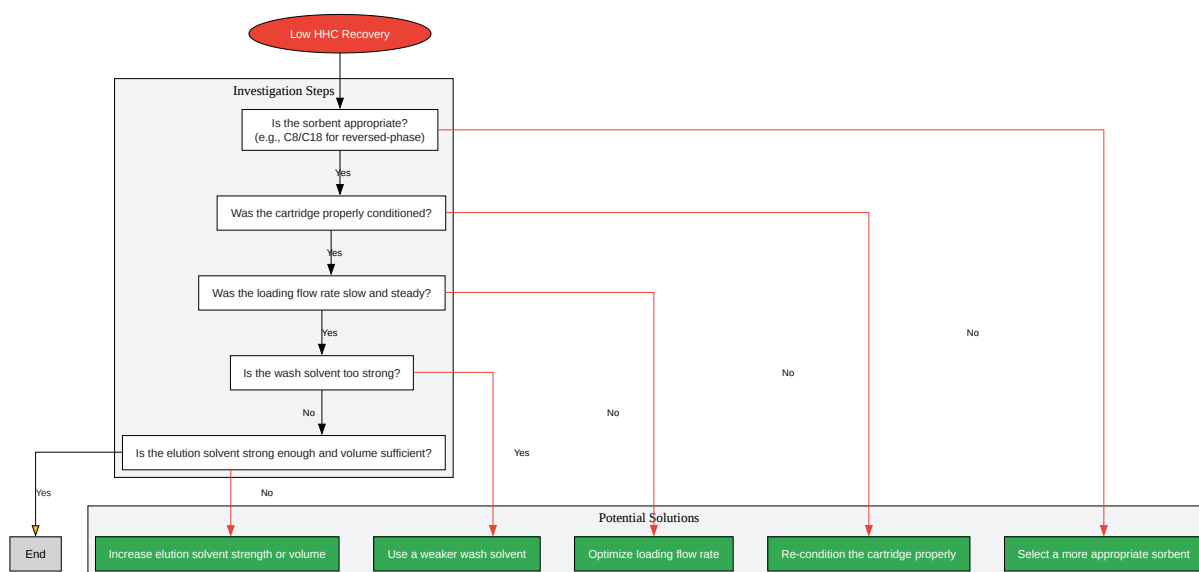 Low HHC Recovery
Investigation Steps
Is the sorbent appropriate?
(e.g., C8/C18 for reversed-phase)
Yes
Was the cartridge properly conditioned?
Yes
Was the loading flow rate slow and steady?
Yes
No
Is the wash solvent too strong?
No
No
No
Is the elution solvent strong enough and volume sufficient?
Yes
Yes
No
Potential Solutions
End
Increase elution solvent strength or volume
Use a weaker wash solvent
Optimize loading flow rate
Re-condition the cartridge properly
Select a more appropriate sorbent